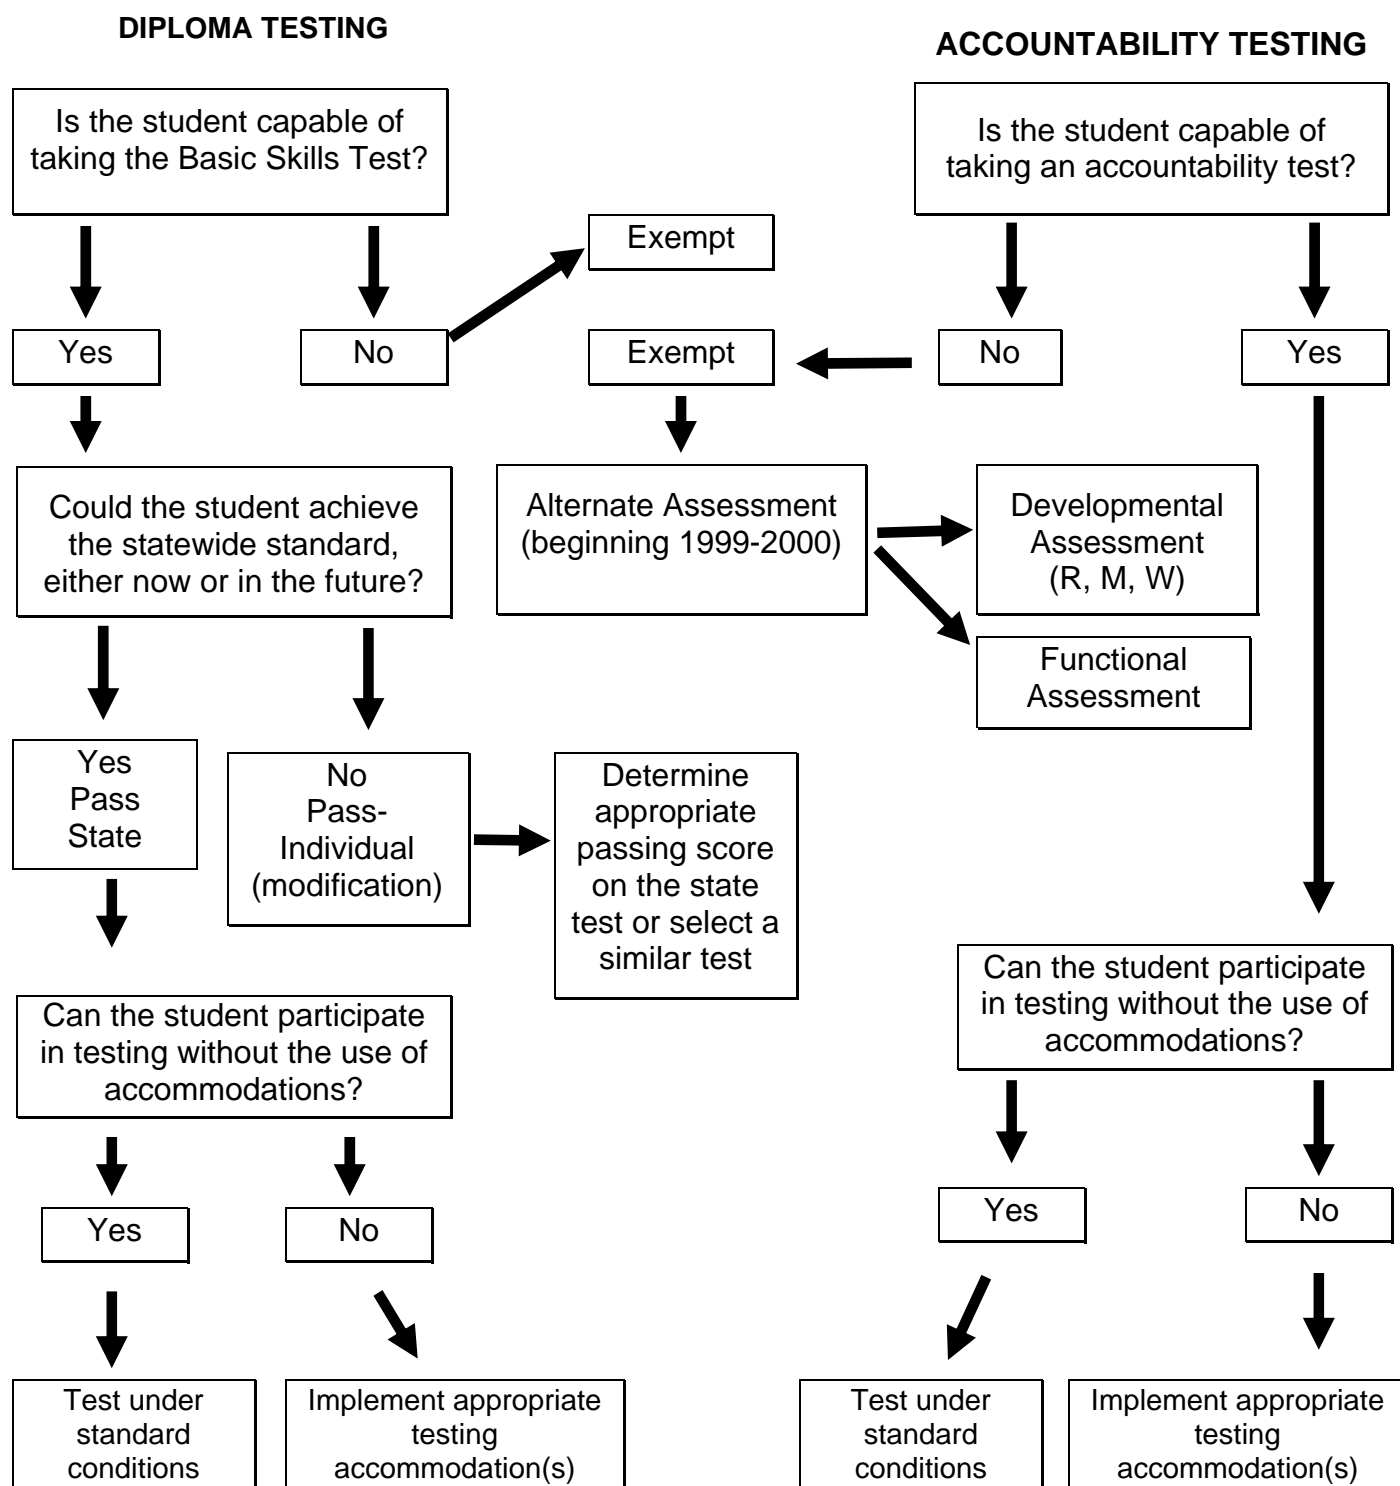 DIPLOMA TESTING
ACCOUNTABILITY TESTING
Is the student capable of
taking the Basic Skills Test?
Is the student capable of
taking an accountability test?
Exempt
Yes
No
Exempt
No
Yes
Could the student achieve
the statewide standard,
either now or in the future?
Alternate Assessment
(beginning 1999-2000)
Developmental
Assessment
(R, M, W)
Functional
Assessment
Yes
Pass
State
No
Pass-
Individual
(modification)
Determine
appropriate
passing score
on the state
test or select a
similar test
Can the student participate
in testing without the use of
accommodations?
Can the student participate
in testing without the use of
accommodations?
Yes
No
Yes
No
Test under
standard
conditions
Implement appropriate
testing
accommodation(s)
Test under
standard
conditions
Implement appropriate
testing
accommodation(s)